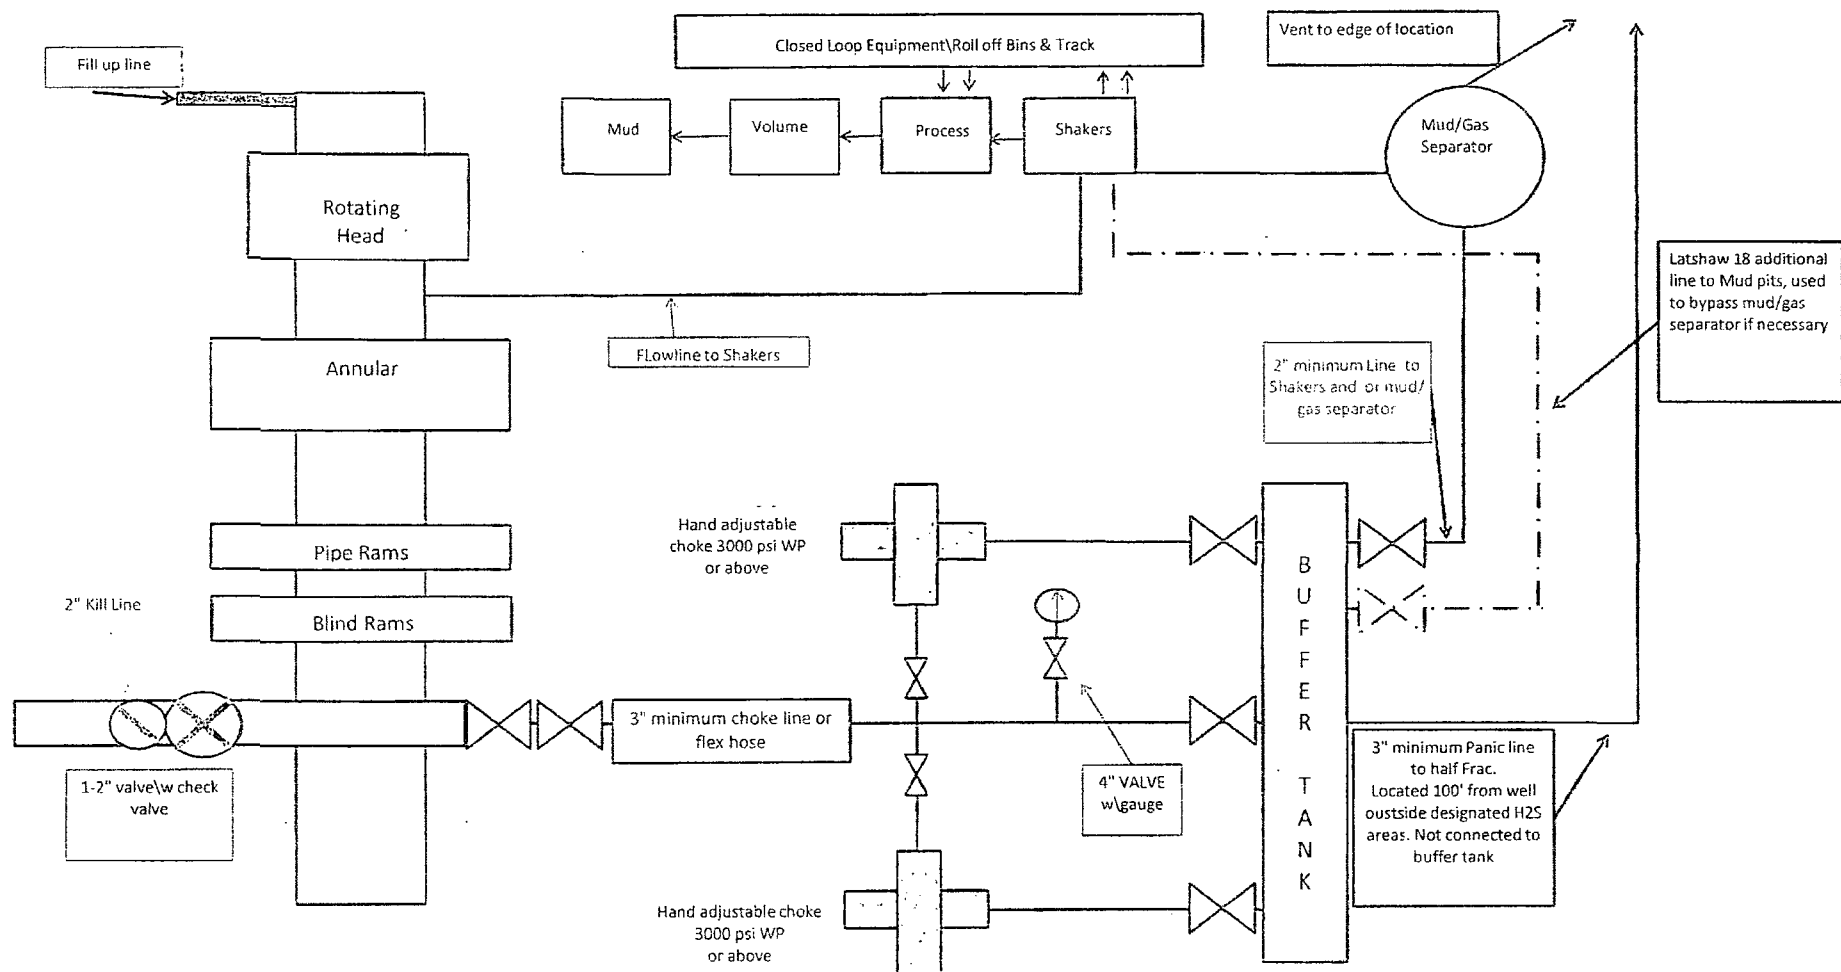 Fill up line
Closed Loop Equipment\Roll off Bins & Track
Vent to edge of location
Mud
Volume
Process
Shakers
Mud/Gas
Separator
Rotating
Head
FLowline to Shakers
Latshaw 18 additional
line to Mud pits, used
to bypass mud/gas
separator if necessary
Annular
2" minimum Line to
Shakers and or mud/
gas separator
Hand adjustable
choke 3000 psi WP
or above
Pipe Rams
2" Kill Line
Blind Rams
B
U
F
F
E
R
T
A
N
K
3" minimum choke line or
flex hose
1-2" valve\w check
valve
4" VALVE
w\gauge
3" minimum Panic line
to half Frac.
Located 100' from well
oustside designated H2S
areas. Not connected to
buffer tank
Hand adjustable choke
3000 psi WP
or above